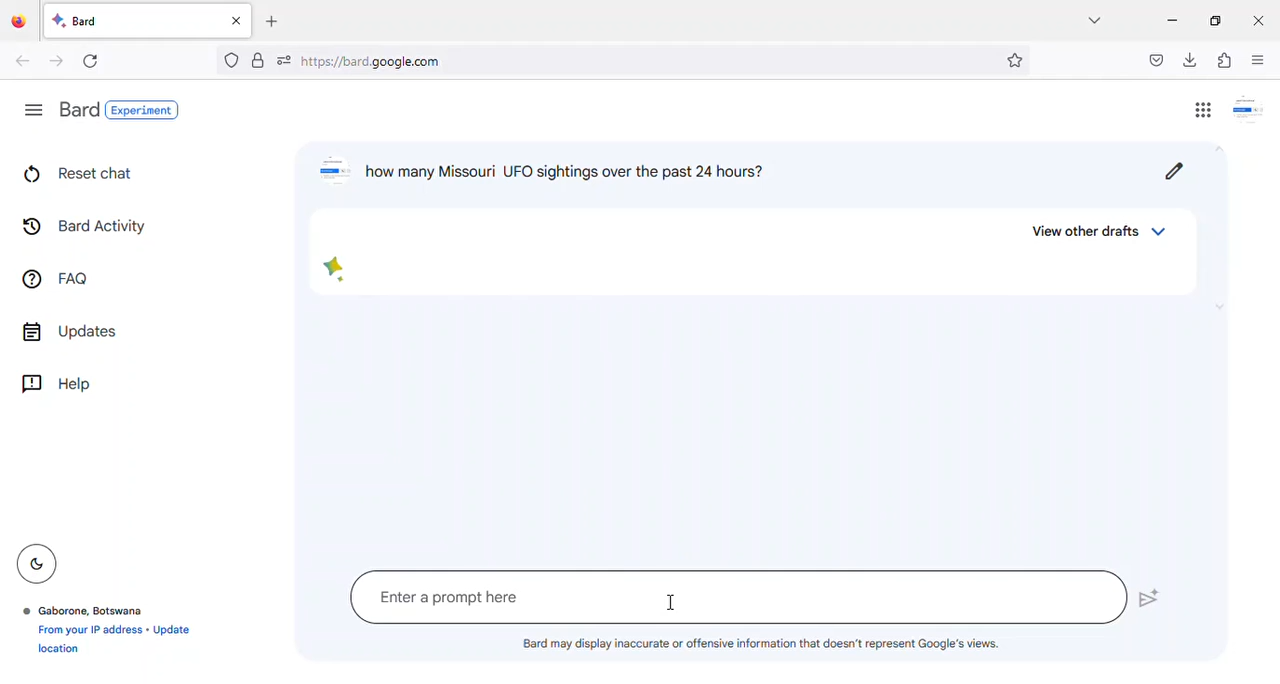 Bard
https://bard.google.com
Bard Experiment
Reset chat
Bard Activity
FAQ
Updates
Help
how many Missouri  UFO sightings over the past 24 hours?
View other drafts
Enter a prompt here
Bard may display inaccurate or offensive information that doesn't represent Google's views.
Gaborone, Botswana
From your IP address • Update
location